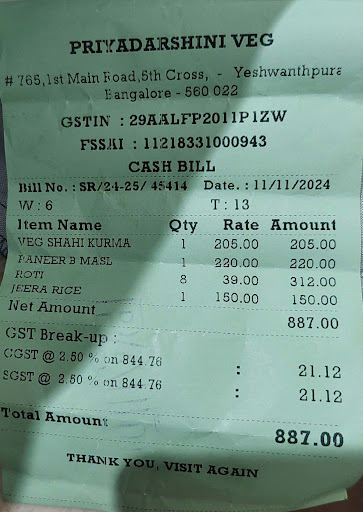 PRIYADARSHINI VEG
# 765,1st Main Road,5th Cross, - Yeshwanthpura
Bangalore - 560 022
GSTIN : 29AALFP2011P1ZW
FSSAI : 11218331000943
CASH BILL
Bill No. : SR/24-25/ 45414 Date. : 11/11/2024
W : 6 T : 13
Item Name Qty Rate Amount
VEG SHAHI KURMA 1 205.00 205.00
PANEER B MASL 1 220.00 220.00
ROTI 8 39.00 312.00
JEERA RICE 1 150.00 150.00
Net Amount 887.00
GST Break-up :
CGST @ 2.50 % on 844.76 : 21.12
SGST @ 2.50 % on 844.76 : 21.12
Total Amount 887.00
THANK YOU, VISIT AGAIN